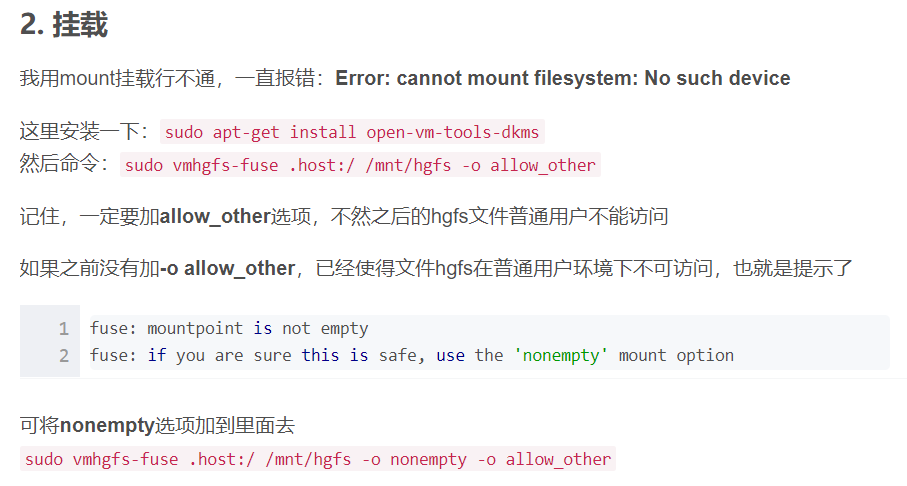 2. 挂载
我用mount挂载行不通，一直报错：Error: cannot mount filesystem: No such device
这里安装一下：sudo apt-get install open-vm-tools-dkms
然后命令：sudo vmhgfs-fuse .host:/ /mnt/hgfs -o allow_other
记住，一定要加allow_other选项，不然之后的hgfs文件普通用户不能访问
如果之前没有加-o allow_other，已经使得文件hgfs在普通用户环境下不可访问，也就是提示了
1 fuse: mountpoint is not empty
2 fuse: if you are sure this is safe, use the 'nonempty' mount option
可将nonempty选项加到里面去
sudo vmhgfs-fuse .host:/ /mnt/hgfs -o nonempty -o allow_other